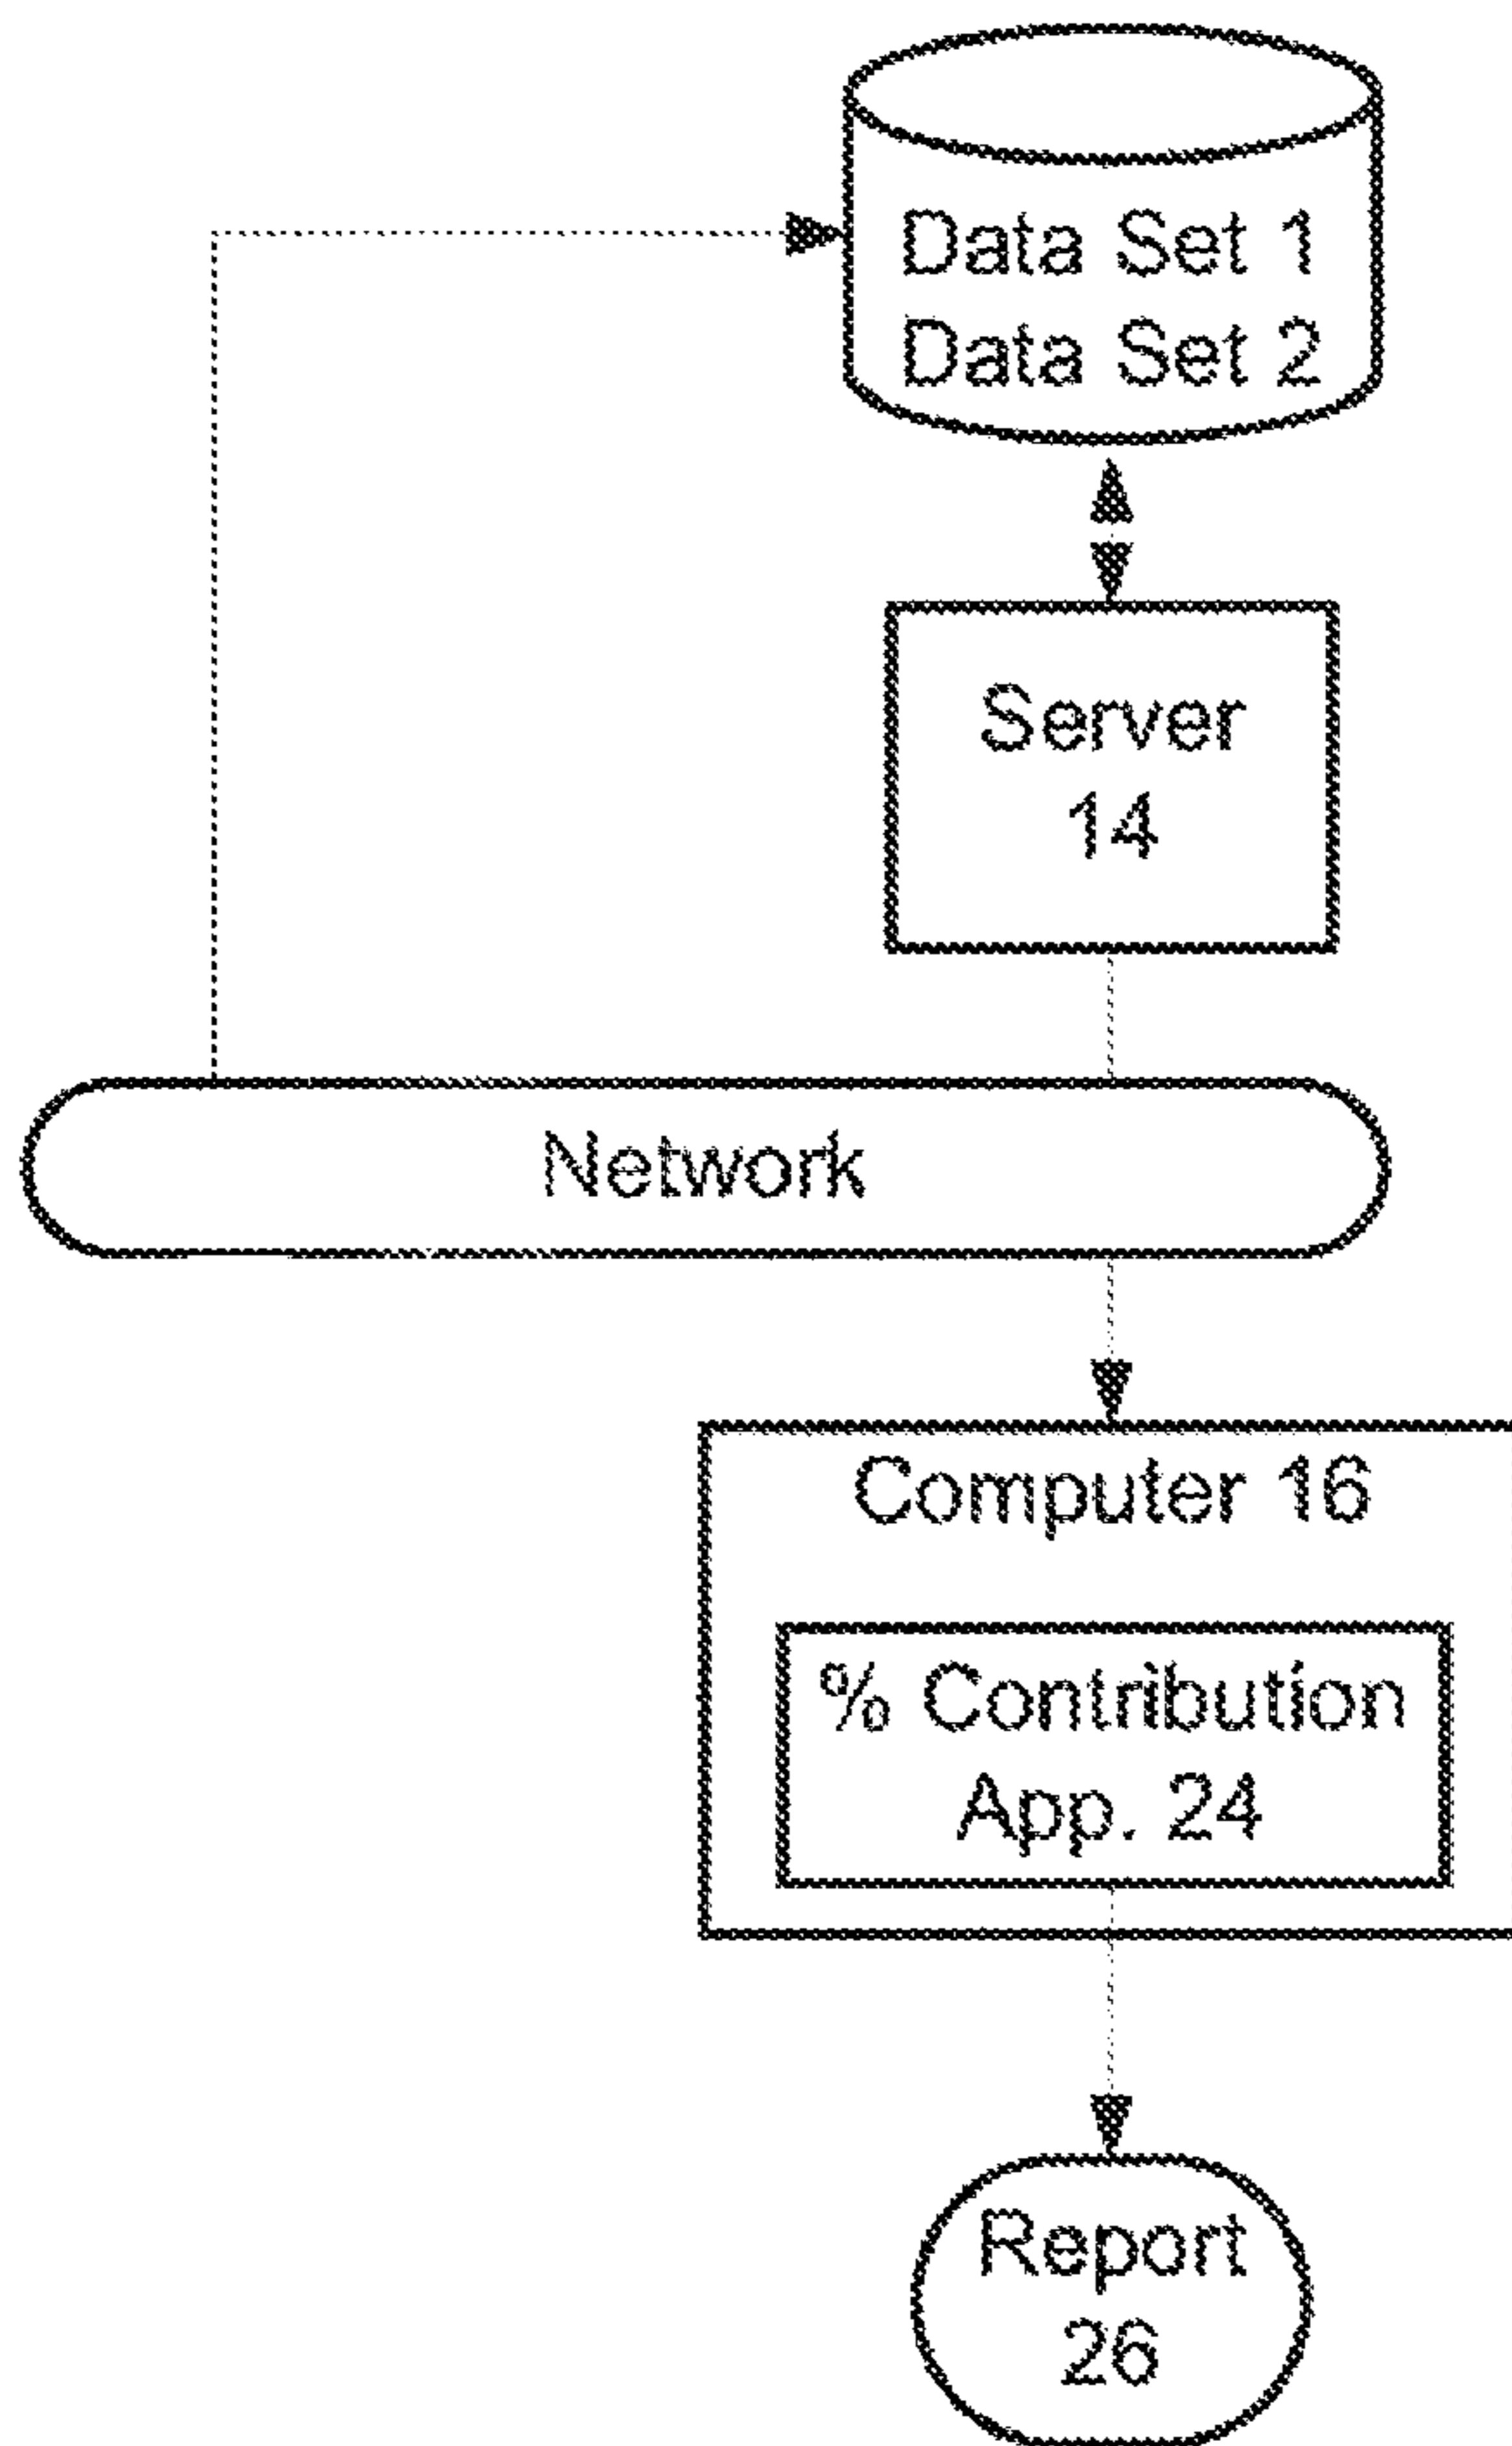 Data Set 1
Data Set 2
Server
14
Network
Computer 16
% Contribution
App. 24
Report
26